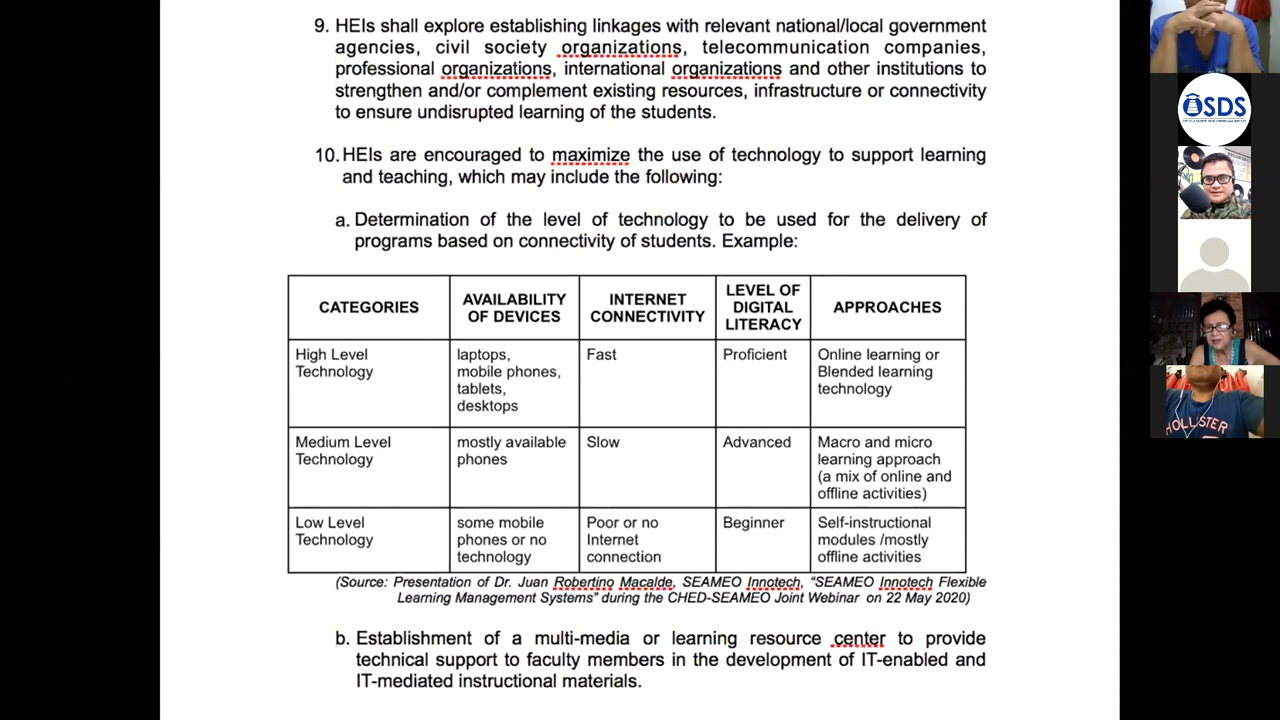 9. HEIs shall explore establishing linkages with relevant national/local government
agencies, civil society organizations, telecommunication companies,
professional organizations, international organizations and other institutions to
strengthen and/or complement existing resources, infrastructure or connectivity
to ensure undisrupted learning of the students.
10. HEIs are encouraged to maximize the use of technology to support learning
and teaching, which may include the following:
a. Determination of the level of technology to be used for the delivery of
programs based on connectivity of students. Example:
CATEGORIES
AVAILABILITY
OF DEVICES
INTERNET
CONNECTIVITY
LEVEL OF
DIGITAL
LITERACY
APPROACHES
High Level
Technology
laptops,
mobile phones,
tablets,
desktops
Fast
Proficient
Online learning or
Blended learning
technology
Medium Level
Technology
mostly available
phones
Slow
Advanced
Macro and micro
learning approach
(a mix of online and
offline activities)
Low Level
Technology
some mobile
phones or no
technology
Poor or no
Internet
connection
Beginner
Self-instructional
modules /mostly
offline activities
(Source: Presentation of Dr. Juan Robertino Macalde, SEAMEO Innotech, “SEAMEO Innotech Flexible
Learning Management Systems” during the CHED-SEAMEO Joint Webinar on 22 May 2020)
b. Establishment of a multi-media or learning resource center to provide
technical support to faculty members in the development of IT-enabled and
IT-mediated instructional materials.
OSDS
HOLLISTER